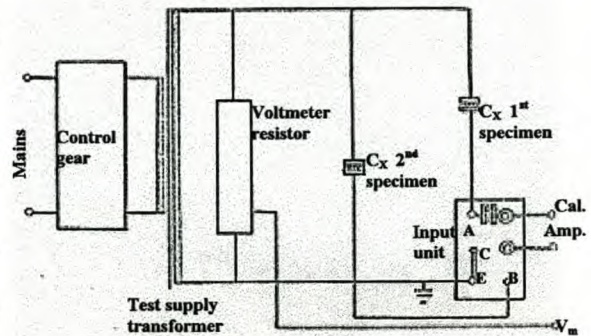 Mains
Control
gear
Test supply
transformer
Voltmeter
resistor
Cx 2nd
specimen
Cx 1st
specimen
Input
unit
A
C
E
B
Cal.
Amp.
Vm